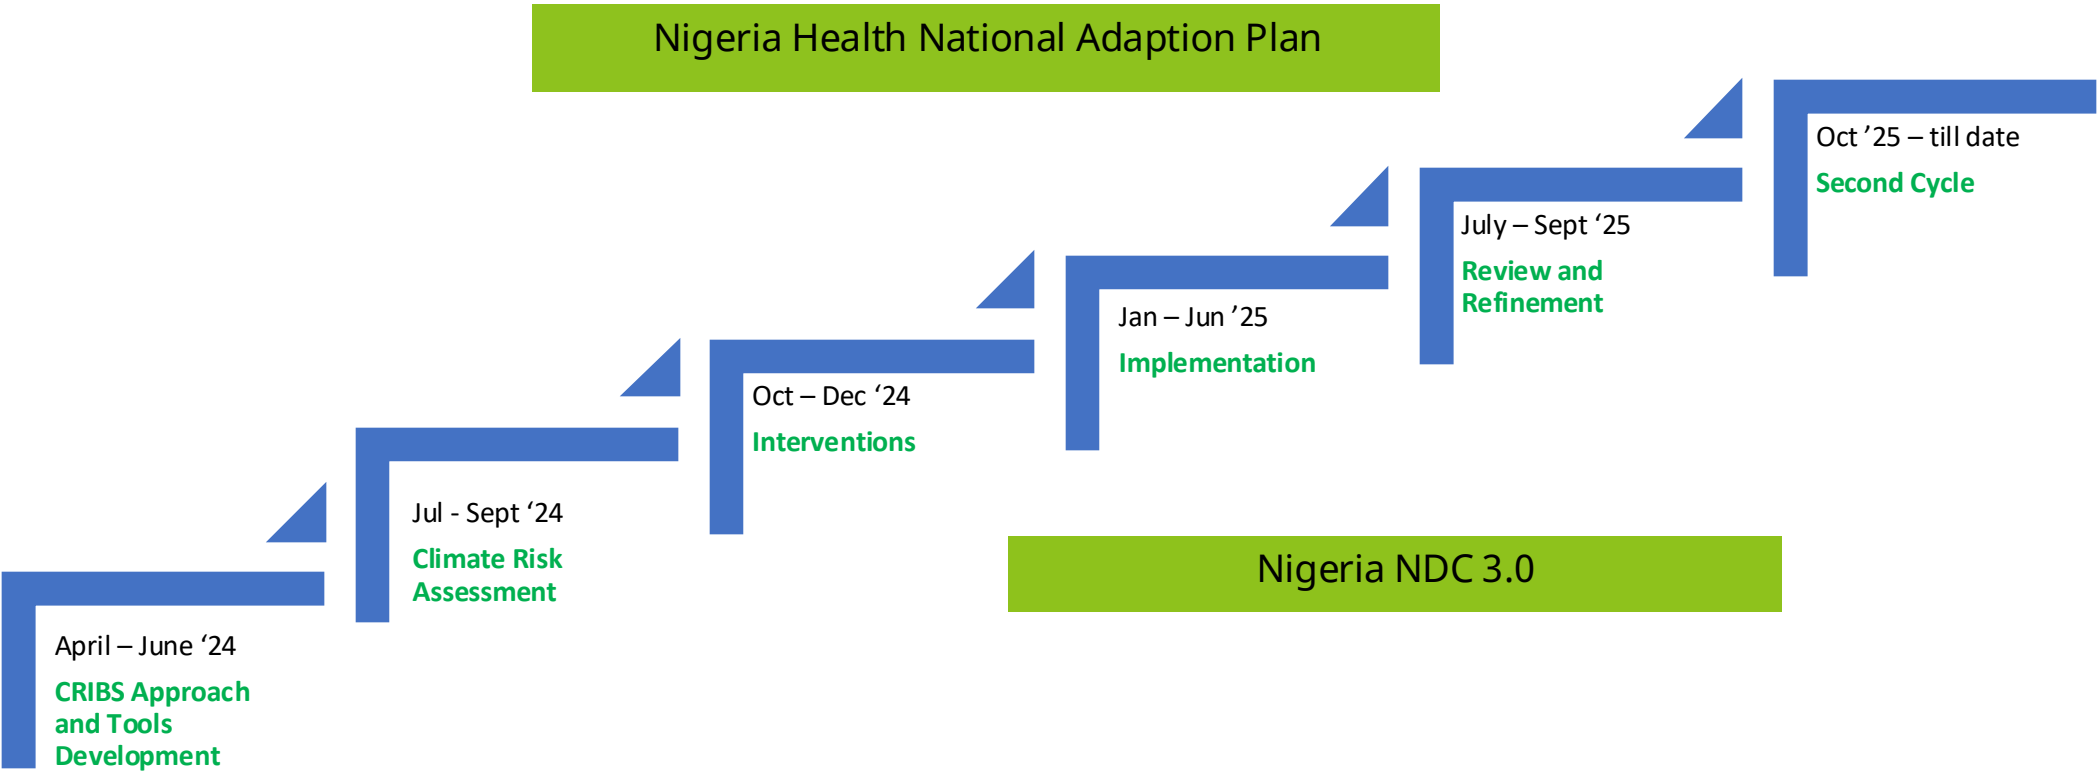 Nigeria Health National Adaption Plan
April – June ‘24
CRIBS Approach
and Tools
Development
Jul - Sept ‘24
Climate Risk
Assessment
Oct – Dec ‘24
Interventions
Jan – Jun ’25
Implementation
July – Sept ‘25
Review and
Refinement
Oct ’25 – till date
Second Cycle
Nigeria NDC 3.0